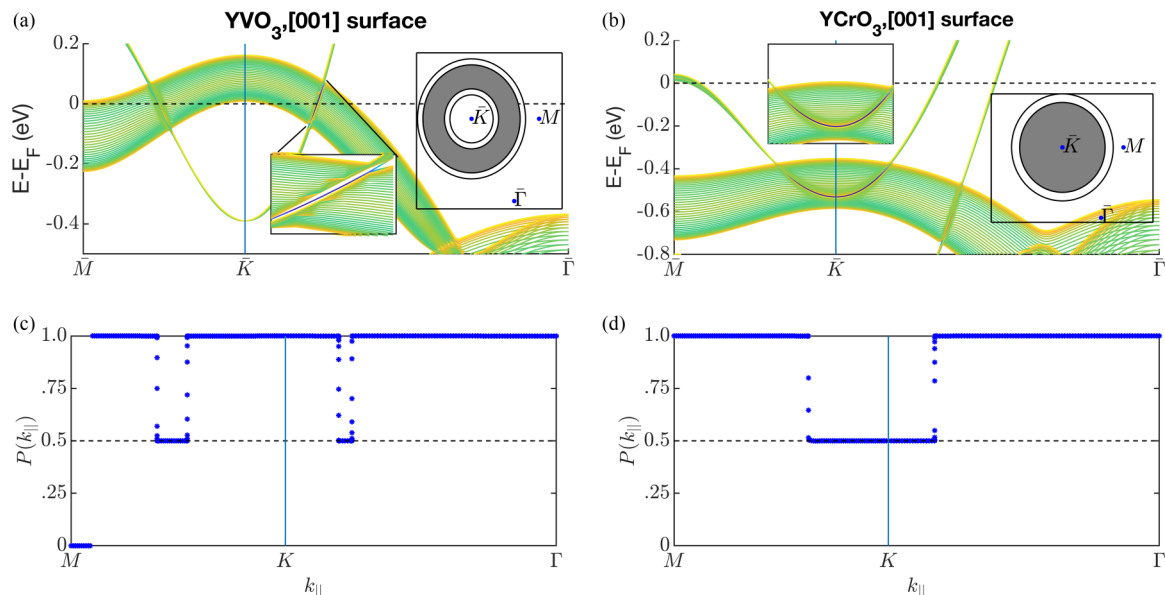 (a)
YVO3,[001] surface
0.2
0
-0.2
-0.4
E-EF (eV)
M̄
K̄
Γ̄
K̄
M
Γ̄
(b)
YCrO3,[001] surface
0.2
0
-0.2
-0.4
-0.6
-0.8
E-EF (eV)
M̄
K̄
Γ̄
K̄
M
Γ̄
(c)
1.0
.75
0.5
.25
0
P(k||)
M
K
Γ
k||
(d)
1.0
.75
0.5
.25
0
P(k||)
M
K
Γ
k||